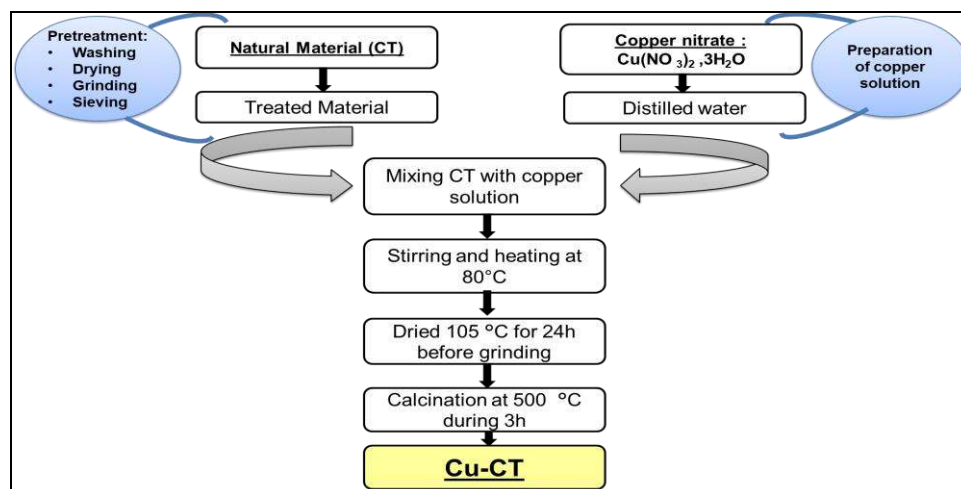 Pretreatment:
• Washing
• Drying
• Grinding
• Sieving
Natural Material (CT)
Treated Material
Copper nitrate :
Cu(NO 3)2 ,3H2O
Distilled water
Preparation
of copper
solution
Mixing CT with copper
solution
Stirring and heating at
80°C
Dried 105 °C for 24h
before grinding
Calcination at 500 °C
during 3h
Cu-CT